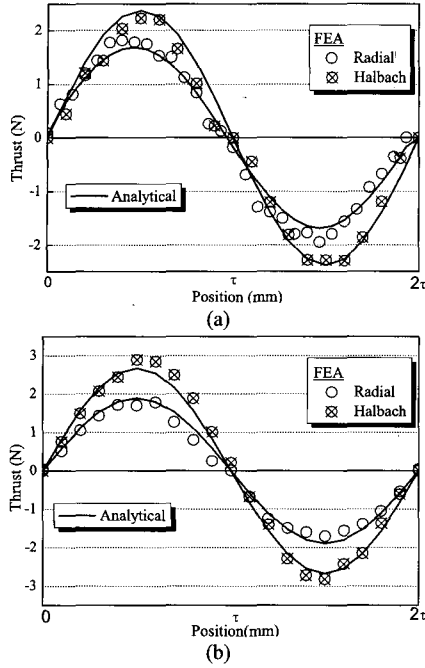 2
1
0
-1
-2
Thrust (N)
FEA
Radial
Halbach
Analytical
0
τ
2τ
Position (mm)
(a)
3
2
1
0
-1
-2
-3
Thrust (N)
FEA
Radial
Halbach
Analytical
0
τ
2τ
Position(mm)
(b)